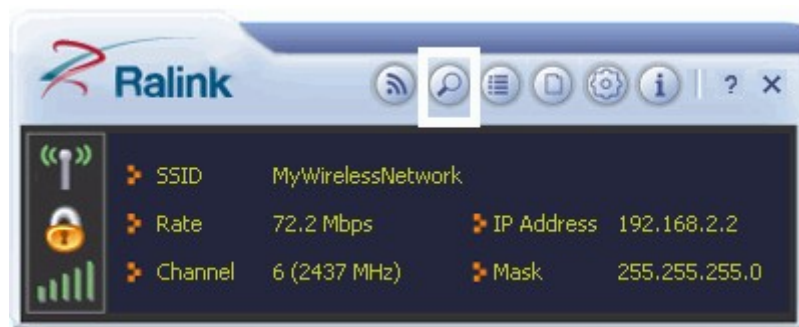 Ralink
i ? ×
SSID MyWirelessNetwork
Rate 72.2 Mbps IP Address 192.168.2.2
Channel 6 (2437 MHz) Mask 255.255.255.0